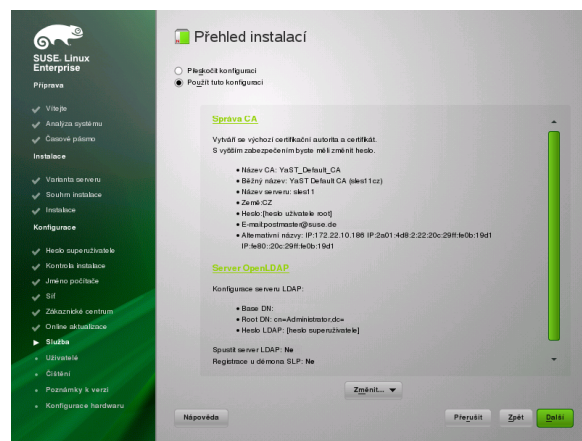 SUSE. Linux
Enterprise
Příprava
Vítejte
Analýza systému
Časové pásmo
Instalace
Varianta serveru
Souhrn instalace
Instalace
Konfigurace
Heslo superuživatele
Kontrola instalace
Jméno počítače
Síť
Zákaznické centrum
Online aktualizace
Služba
Uživatelé
Čištění
Poznámky k verzi
Konfigurace hardwaru
Přehled instalací
Přeskočit konfiguraci
Použít tuto konfiguraci
Správa CA
Vytváří se výchozí certifikační autorita a certifikát.
S vyšším zabezpečením byste měli změnit heslo.
Název CA: YaST_Default_CA
Běžný název: YaST Default CA (sles11cz)
Název serveru: sles11
Země:CZ
Heslo:[heslo uživatele root]
E-mail:postmaster@suse.de
Alternativní názvy: IP:172.22.10.186 IP:2a01:4d8:2:22:20c:29ff:fe0b:19d1
IP:fe80::20c:29ff:fe0b:19d1
Server OpenLDAP
Konfigurace serveru LDAP:
Base DN:
Root DN: cn=Administrator,dc=
Heslo LDAP: [heslo superuživatele]
Spustit server LDAP: Ne
Registrace u démona SLP: Ne
Změnit...
Nápověda
Přerušit
Zpět
Další